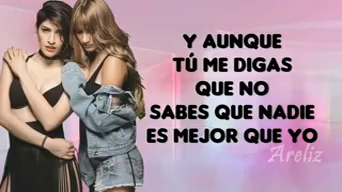 Y AUNQUE
TÚ ME DIGAS
QUE NO
SABES QUE NADIE
ES MEJOR QUE YO
Areliz